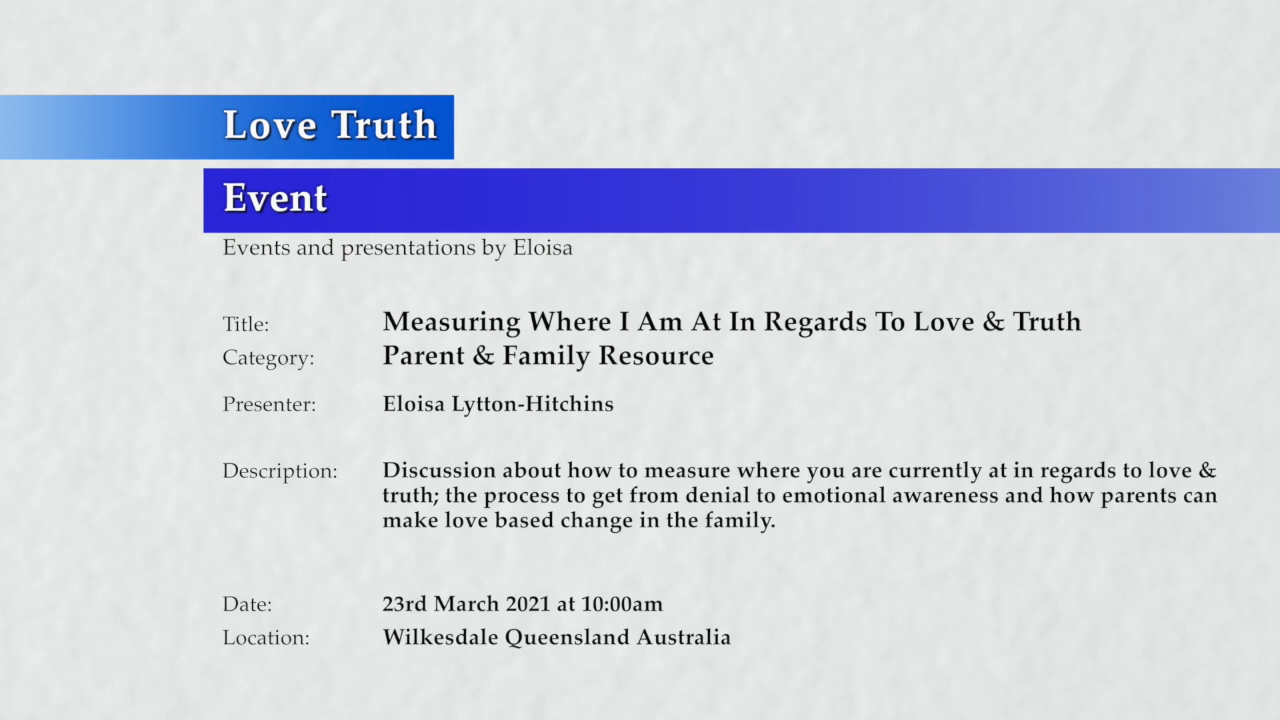 Love Truth
Event
Events and presentations by Eloisa
Title: Measuring Where I Am At In Regards To Love & Truth
Category: Parent & Family Resource
Presenter: Eloisa Lytton-Hitchins
Description: Discussion about how to measure where you are currently at in regards to love &
truth; the process to get from denial to emotional awareness and how parents can
make love based change in the family.
Date: 23rd March 2021 at 10:00am
Location: Wilkesdale Queensland Australia